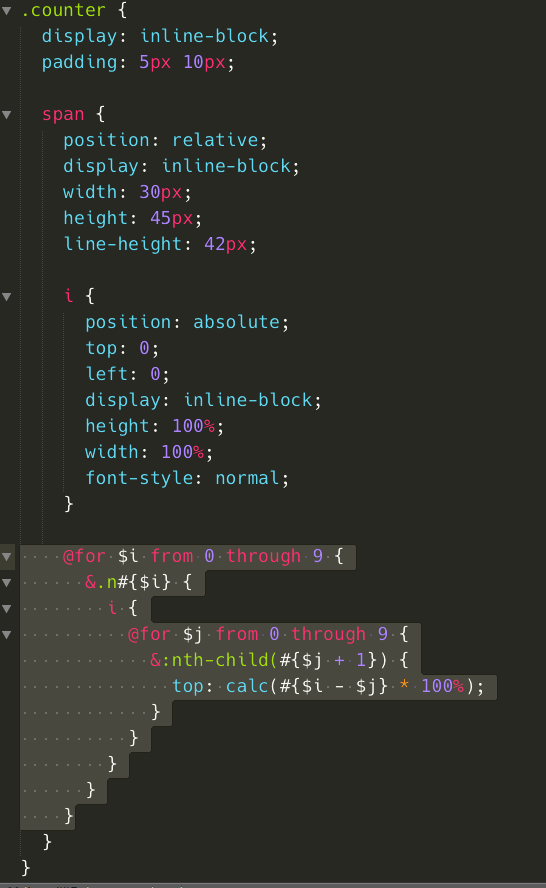 .counter {
  display: inline-block;
  padding: 5px 10px;

  span {
    position: relative;
    display: inline-block;
    width: 30px;
    height: 45px;
    line-height: 42px;

    i {
      position: absolute;
      top: 0;
      left: 0;
      display: inline-block;
      height: 100%;
      width: 100%;
      font-style: normal;
    }

    @for $i from 0 through 9 {
      &.n#{$i} {
        i {
          @for $j from 0 through 9 {
            &:nth-child(#{$j + 1}) {
              top: calc(#{$i - $j} * 100%);
            }
          }
        }
      }
    }
  }
}